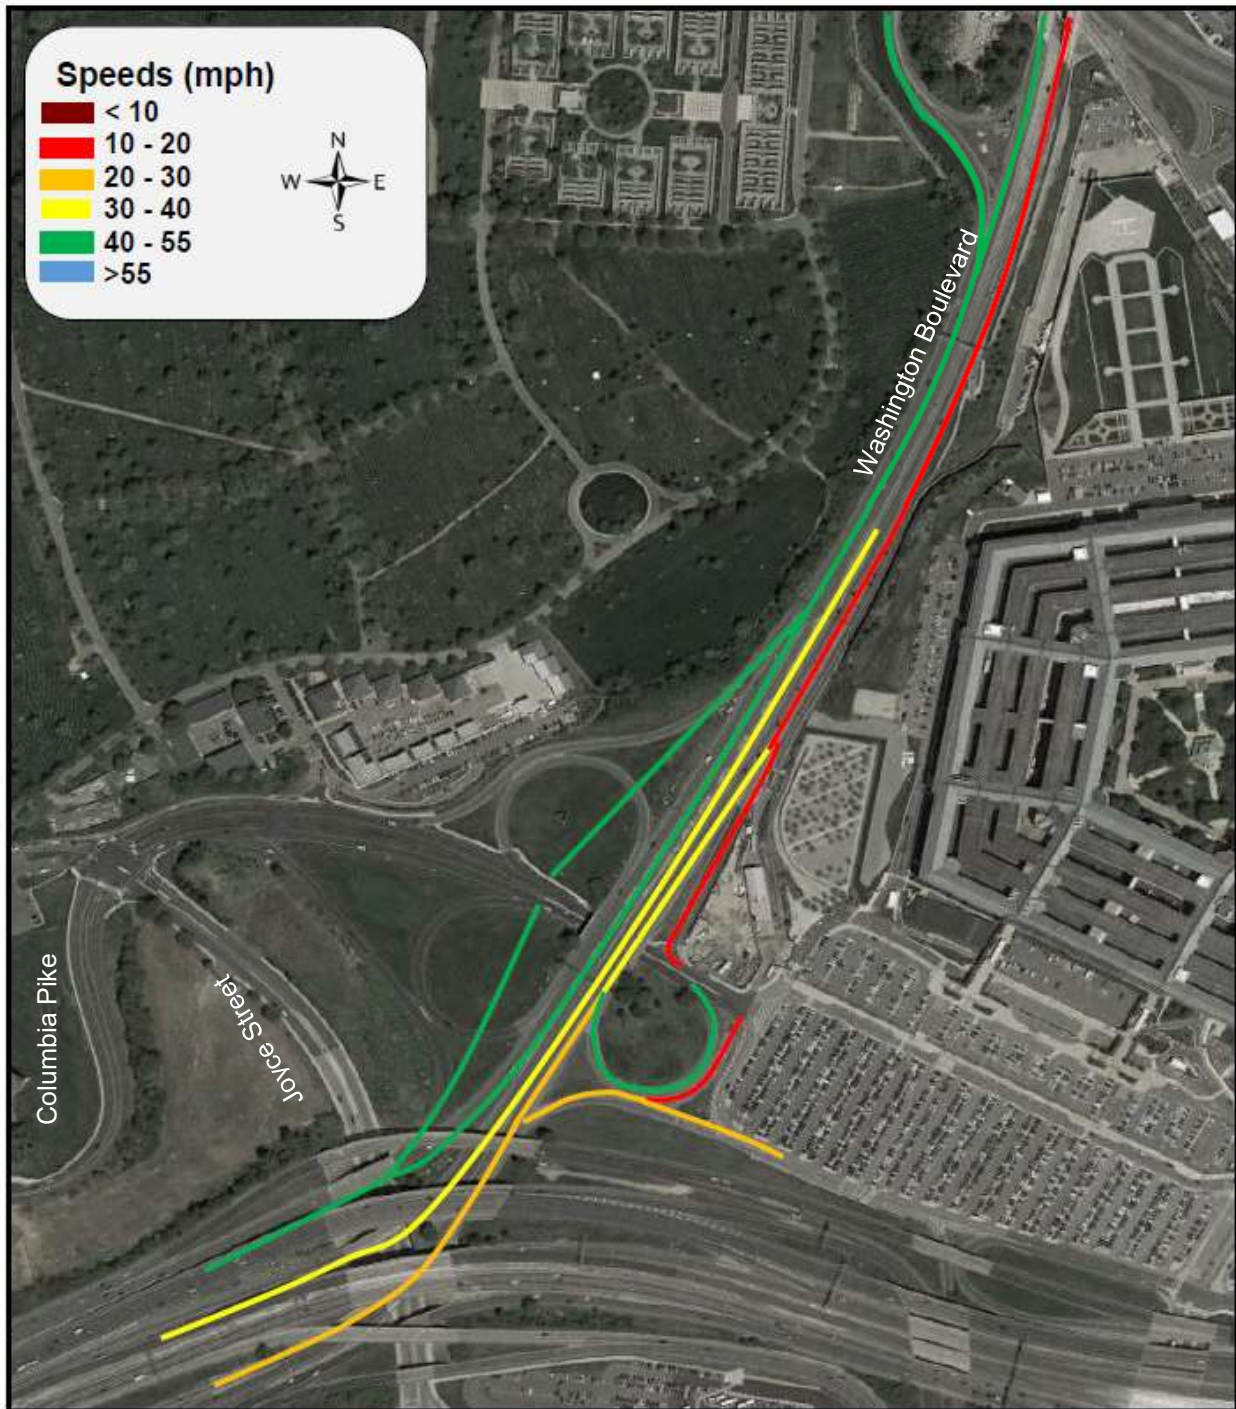 Speeds (mph)
< 10
10 - 20
20 - 30
30 - 40
40 - 55
>55
N
W E
S
Washington Boulevard
Columbia Pike
Joyce Street